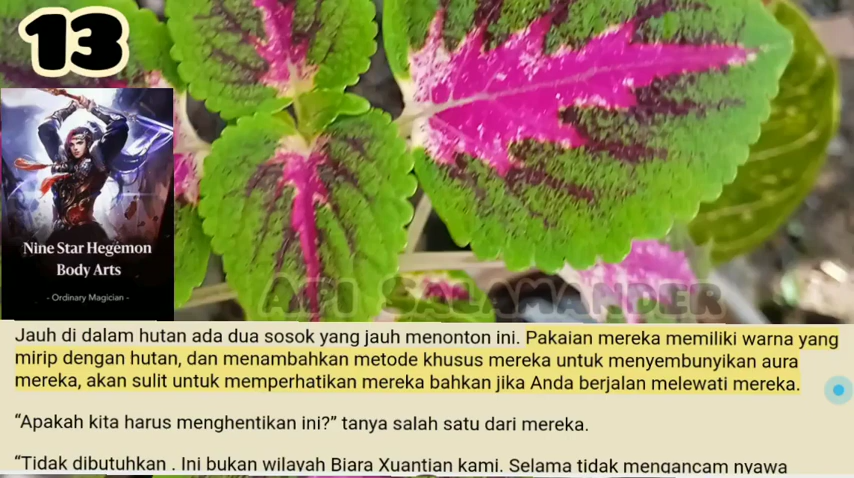 13
Nine Star Hegemon
Body Arts
- Ordinary Magician -
Api Salamander
Jauh di dalam hutan ada dua sosok yang jauh menonton ini. Pakaian mereka memiliki warna yang
mirip dengan hutan, dan menambahkan metode khusus mereka untuk menyembunyikan aura
mereka, akan sulit untuk memperhatikan mereka bahkan jika Anda berjalan melewati mereka.
“Apakah kita harus menghentikan ini?” tanya salah satu dari mereka.
“Tidak dibutuhkan . Ini bukan wilayah Biara Xuantian kami. Selama tidak mengancam nyawa